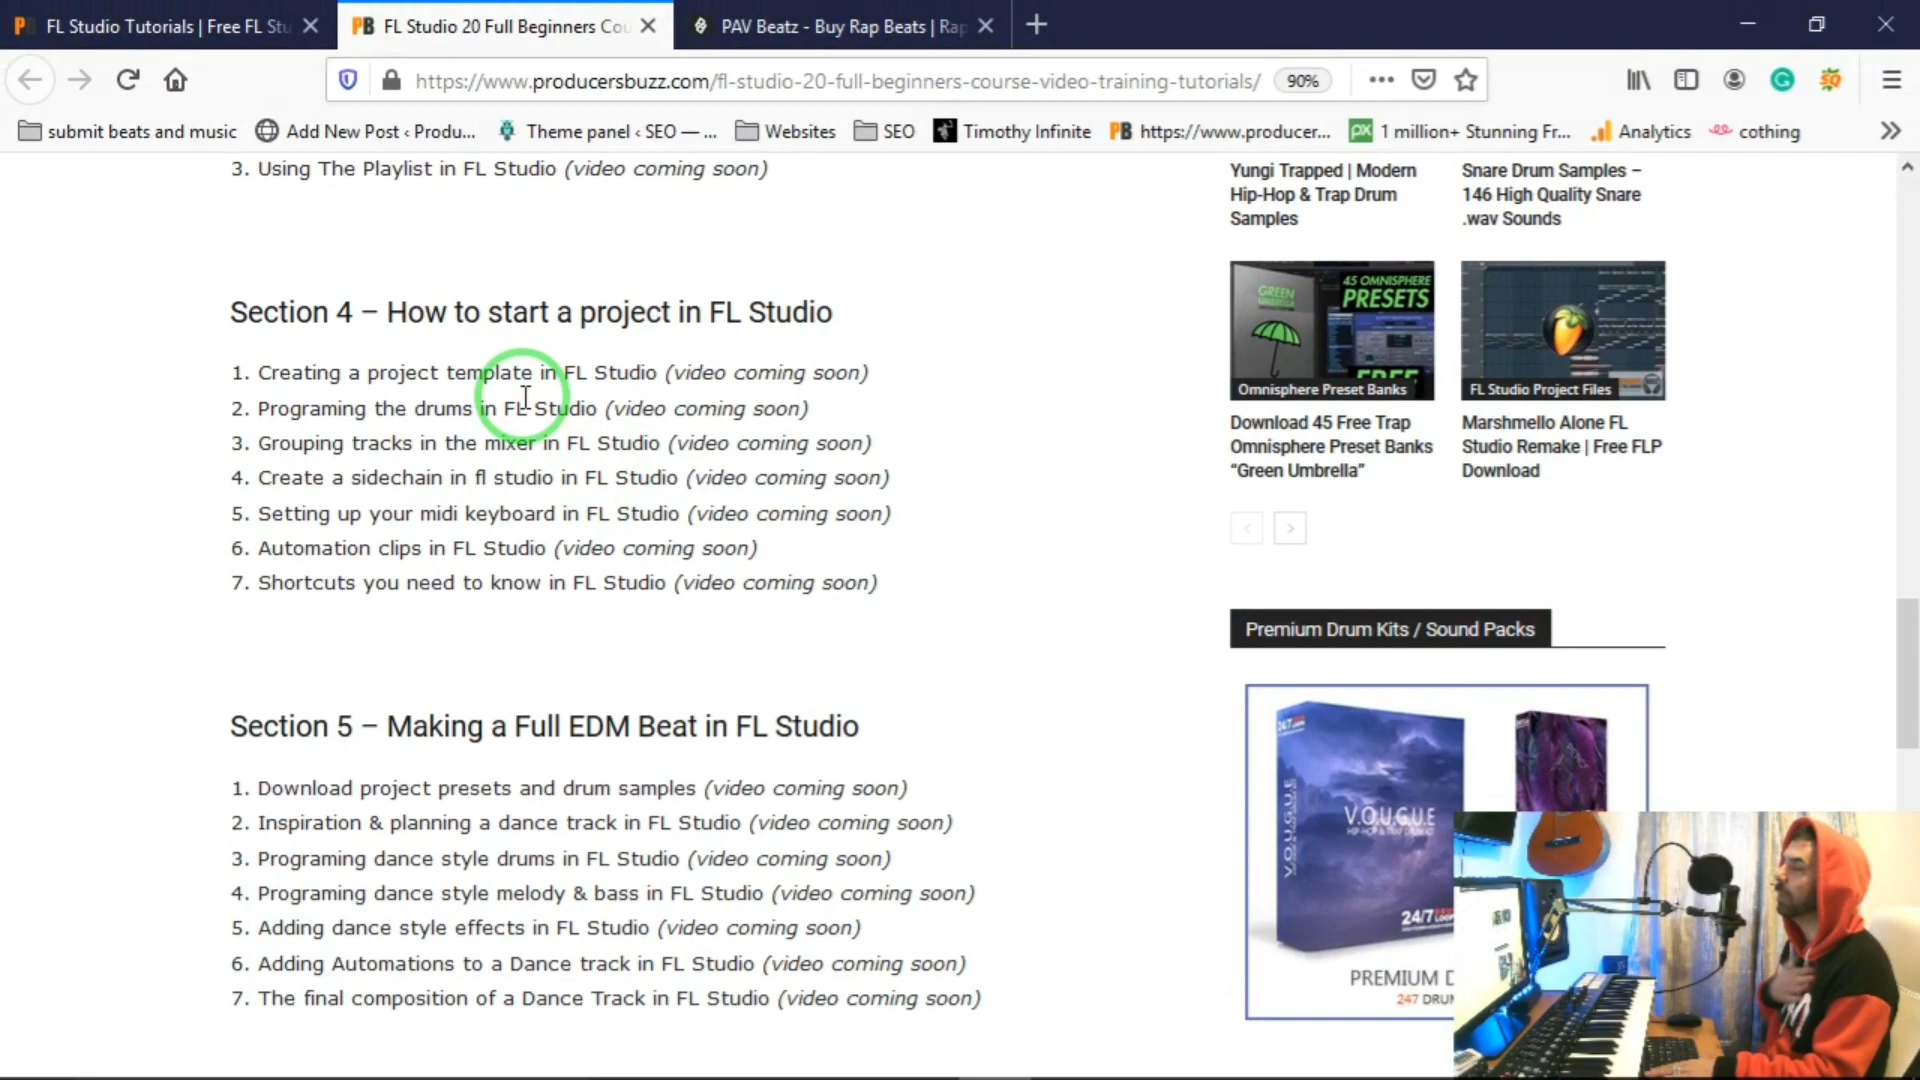 FL Studio Tutorials | Free FL Stu
PB FL Studio 20 Full Beginners Cou
PAV Beatz - Buy Rap Beats | Rap
https://www.producersbuzz.com/fl-studio-20-full-beginners-course-video-training-tutorials/
90%
submit beats and music
Add New Post ‹ Produ...
Theme panel ‹ SEO — ...
Websites
SEO
Timothy Infinite
PB https://www.producer...
px 1 million+ Stunning Fr...
Analytics
cothing
3. Using The Playlist in FL Studio (video coming soon)
Section 4 – How to start a project in FL Studio
1. Creating a project template in FL Studio (video coming soon)
2. Programing the drums in FL Studio (video coming soon)
3. Grouping tracks in the mixer in FL Studio (video coming soon)
4. Create a sidechain in fl studio in FL Studio (video coming soon)
5. Setting up your midi keyboard in FL Studio (video coming soon)
6. Automation clips in FL Studio (video coming soon)
7. Shortcuts you need to know in FL Studio (video coming soon)
Section 5 – Making a Full EDM Beat in FL Studio
1. Download project presets and drum samples (video coming soon)
2. Inspiration & planning a dance track in FL Studio (video coming soon)
3. Programing dance style drums in FL Studio (video coming soon)
4. Programing dance style melody & bass in FL Studio (video coming soon)
5. Adding dance style effects in FL Studio (video coming soon)
6. Adding Automations to a Dance track in FL Studio (video coming soon)
7. The final composition of a Dance Track in FL Studio (video coming soon)
Yungi Trapped | Modern
Hip-Hop & Trap Drum
Samples
Snare Drum Samples –
146 High Quality Snare
.wav Sounds
GREEN
UMBRELLA
45 OMNISPHERE
PRESETS
FREE
Omnisphere Preset Banks
FL Studio Project Files
Download 45 Free Trap
Omnisphere Preset Banks
“Green Umbrella”
Marshmello Alone FL
Studio Remake | Free FLP
Download
Premium Drum Kits / Sound Packs
V.O.U.G.U.E
V.O.U.G.U.E
24/7
PREMIUM D
247 DRU